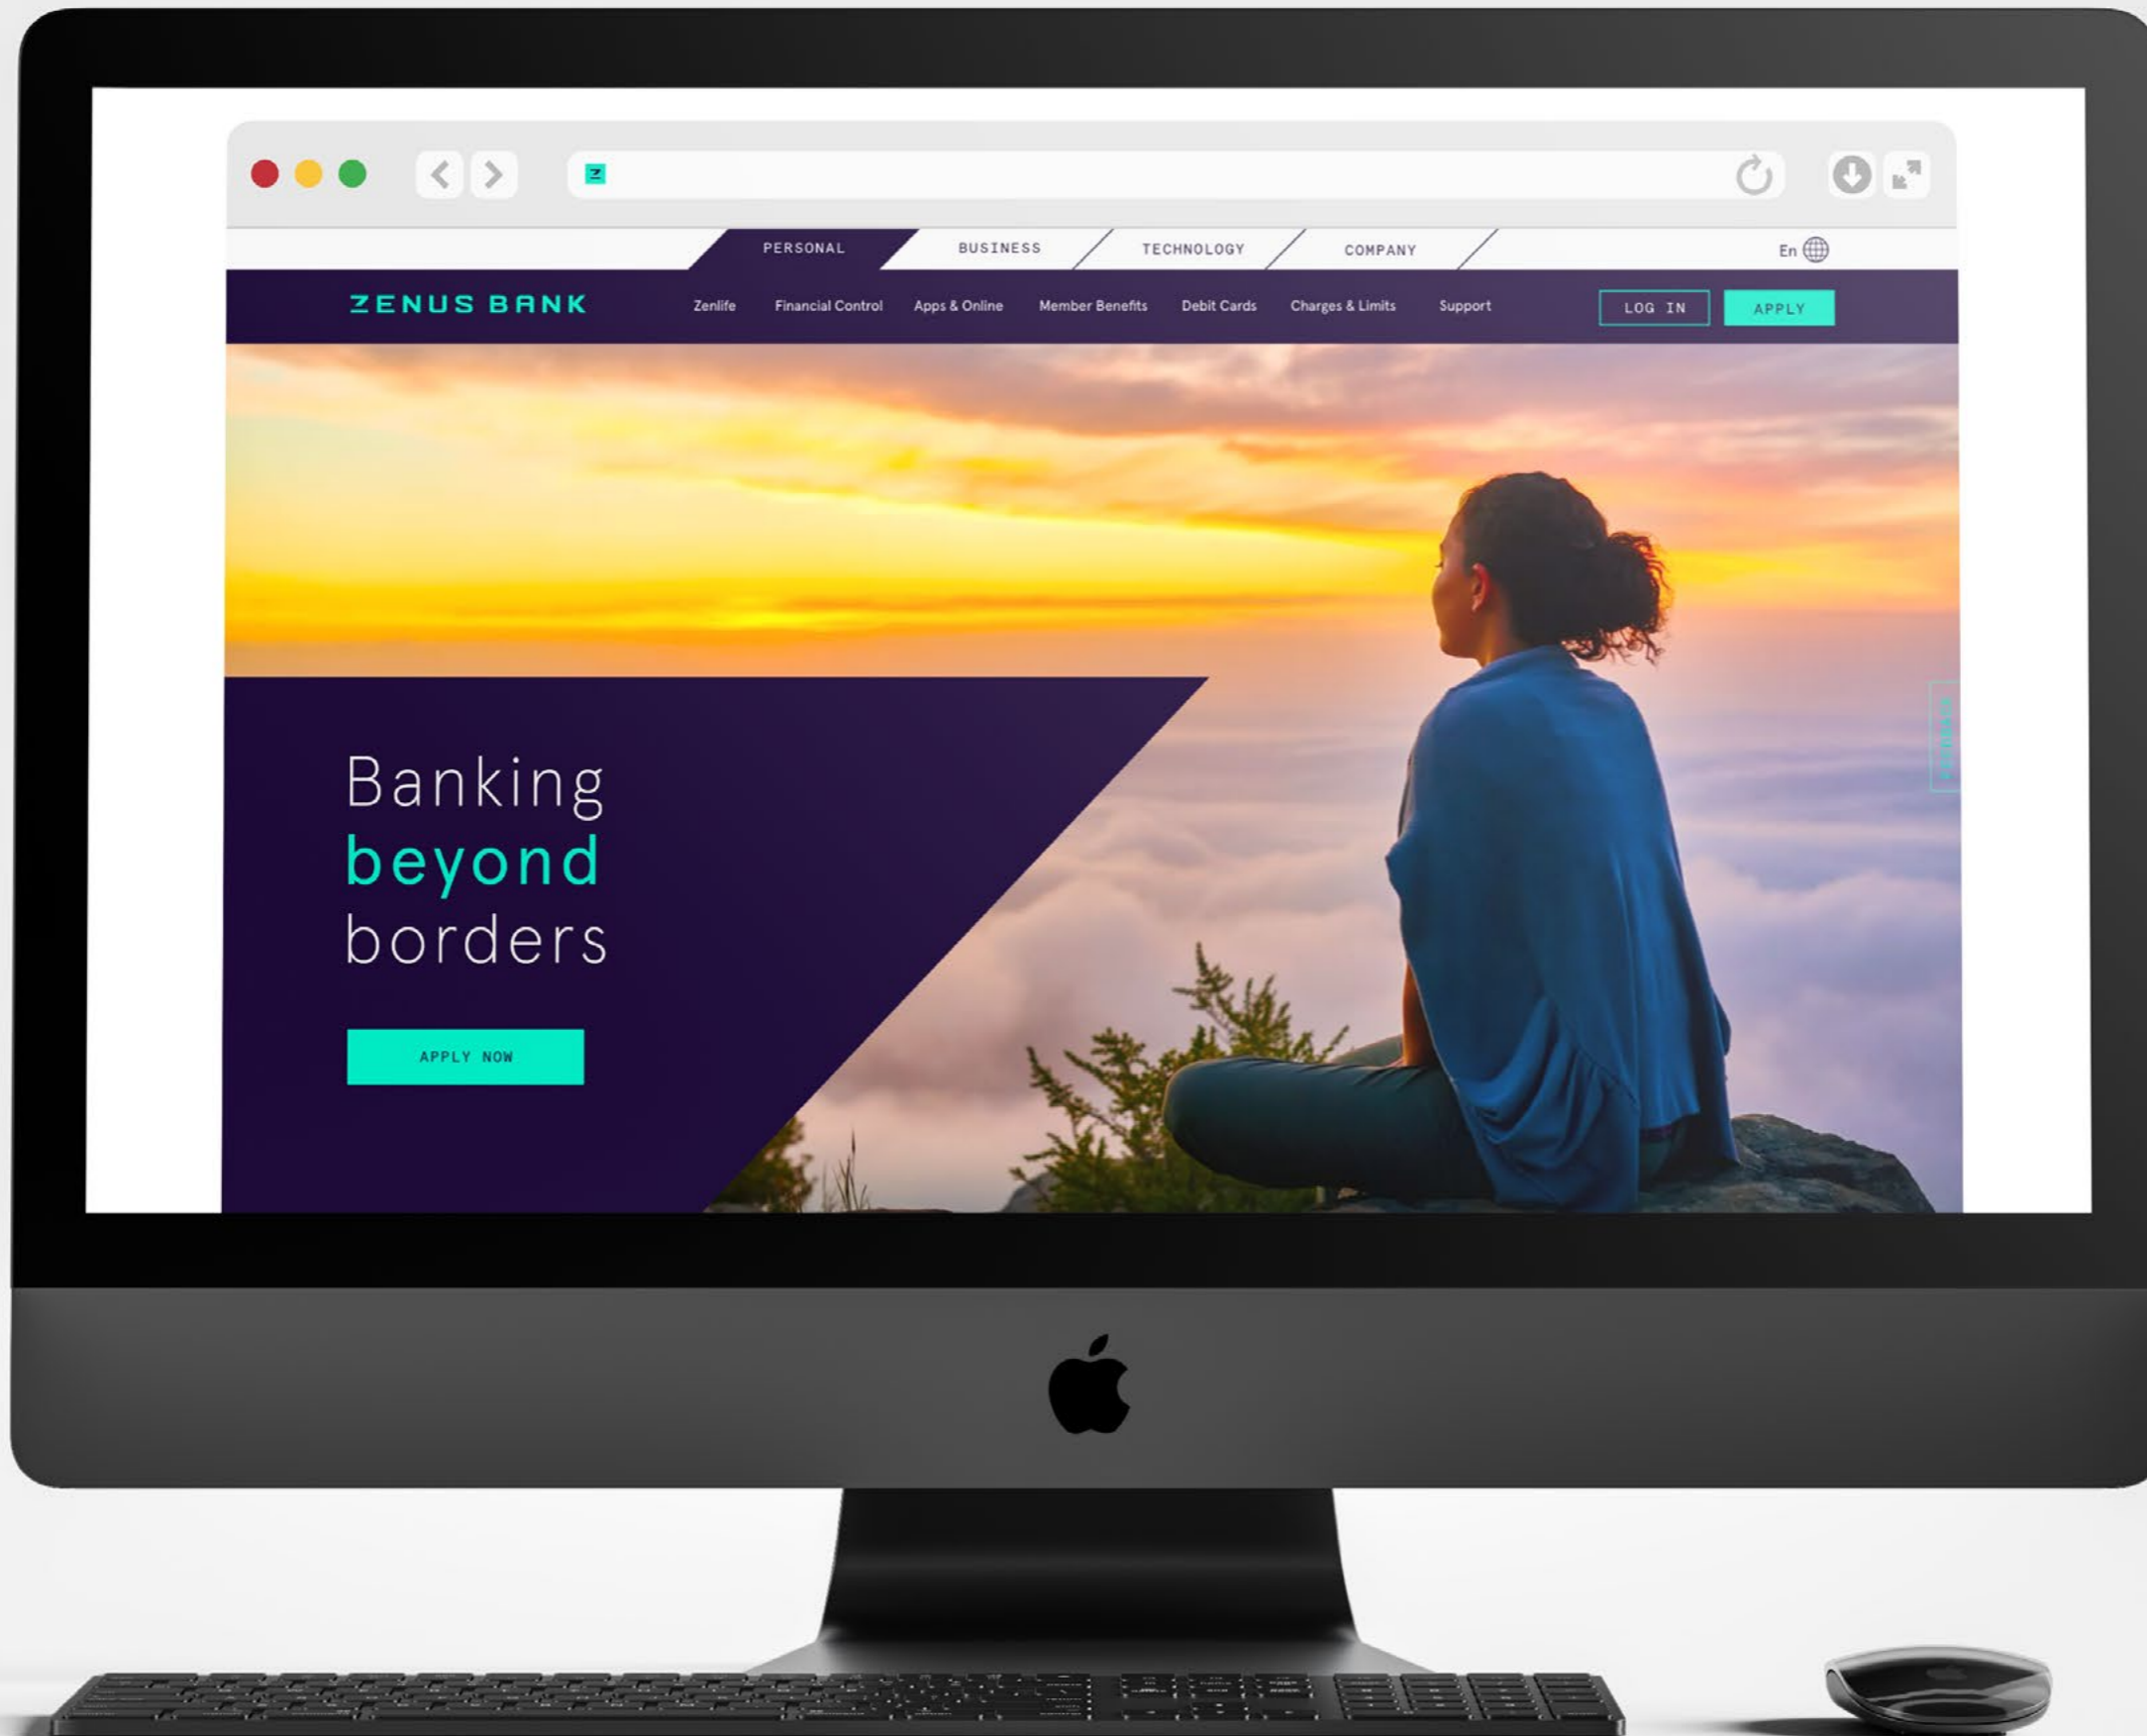 PERSONAL BUSINESS TECHNOLOGY COMPANY En
ZENUS BANK Zenlife Financial Control Apps & Online Member Benefits Debit Cards Charges & Limits Support LOG IN APPLY
Banking
beyond
borders
APPLY NOW
FEEDBACK